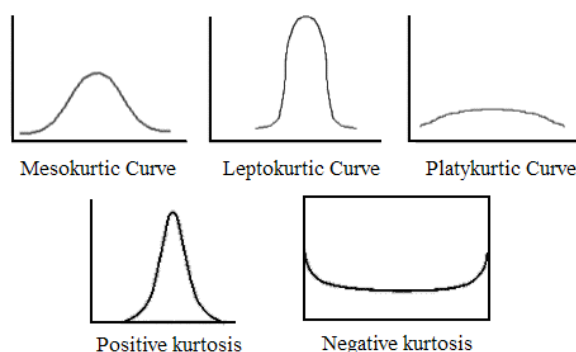 Mesokurtic Curve
Leptokurtic Curve
Platykurtic Curve
Positive kurtosis
Negative kurtosis